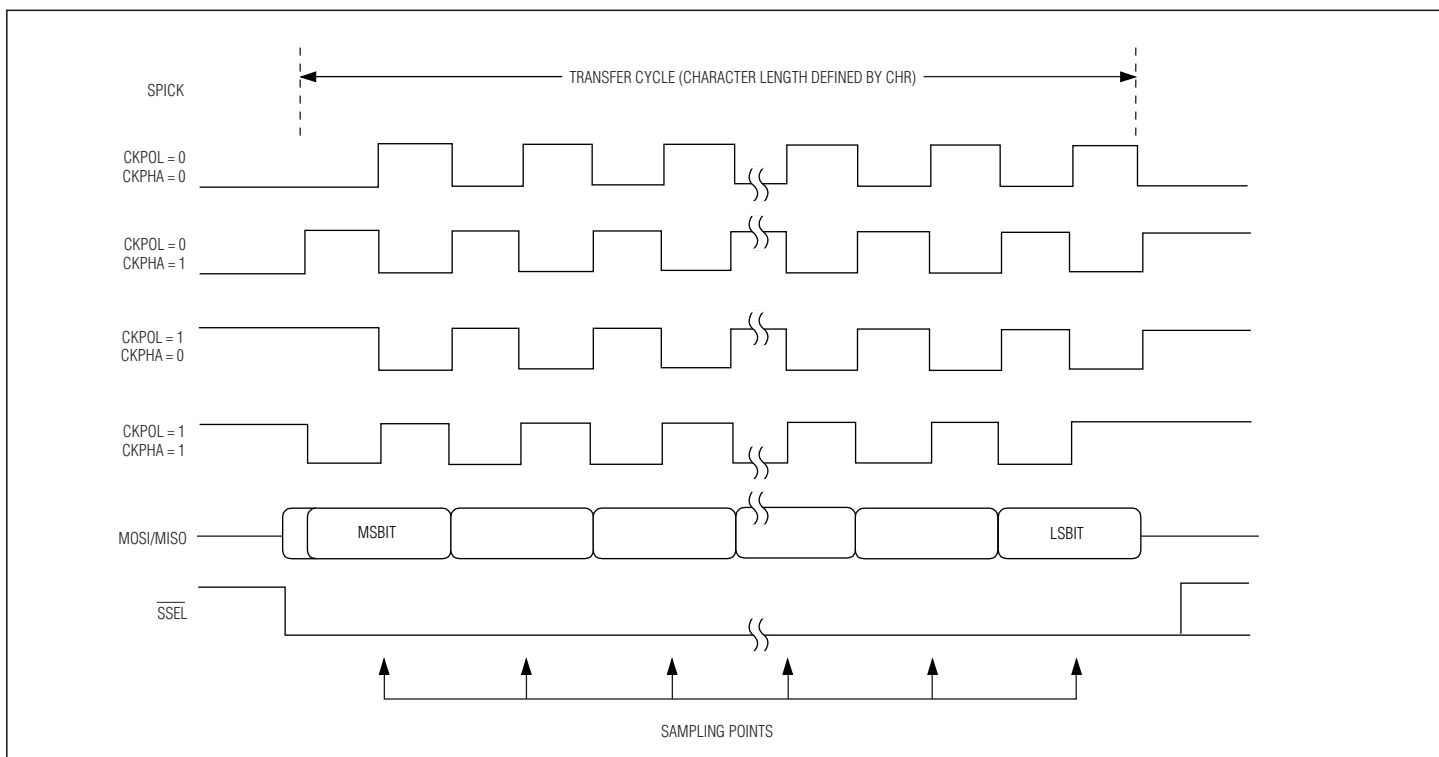 TRANSFER CYCLE (CHARACTER LENGTH DEFINED BY CHR)
SPICK
CKPOL = 0
CKPHA = 0
CKPOL = 0
CKPHA = 1
CKPOL = 1
CKPHA = 0
CKPOL = 1
CKPHA = 1
MOSI/MISO
MSBIT
LSBIT
SSEL
SAMPLING POINTS